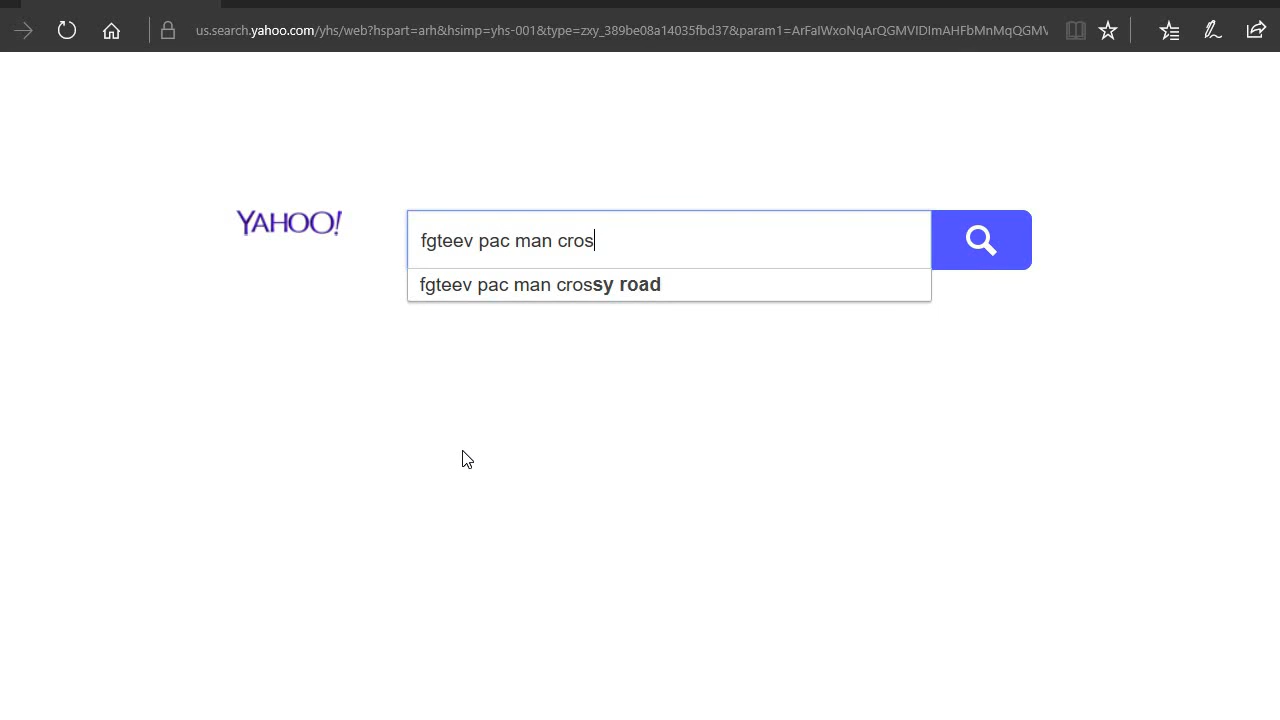 us.search.yahoo.com/yhs/web?hspart=arh&hsimp=yhs-001&type=zxy_389be08a14035fbd37&param1=ArFaIWxoNqArQGMVIDImAHFbMnMqQGMV
YAHOO!
fgteev pac man cros
fgteev pac man crossy road